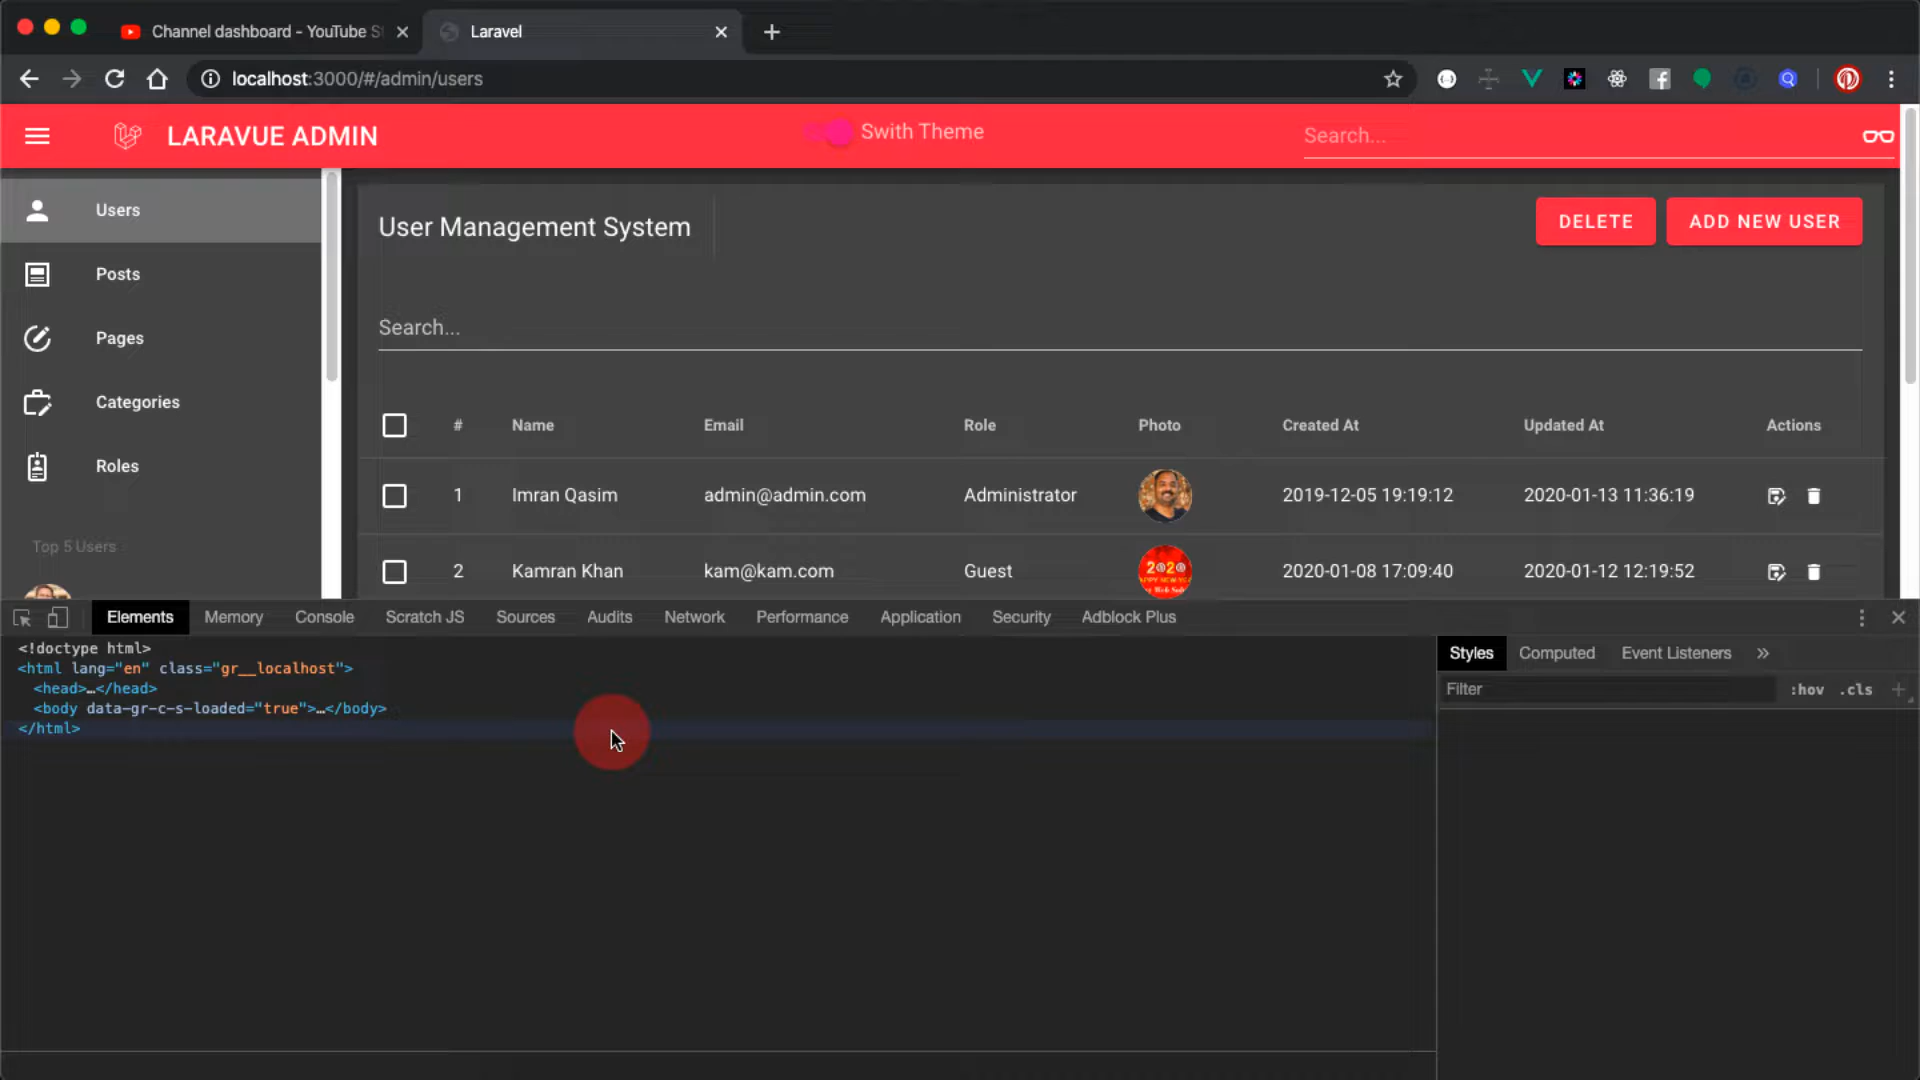 Channel dashboard - YouTube S
Laravel
localhost:3000/#/admin/users
LARAVUE ADMIN
Swith Theme
Search...
Users
Posts
Pages
Categories
Roles
Top 5 Users
User Management System
DELETE
ADD NEW USER
Search...
# Name Email Role Photo Created At Updated At Actions
1 Imran Qasim admin@admin.com Administrator 2019-12-05 19:19:12 2020-01-13 11:36:19
2 Kamran Khan kam@kam.com Guest 2020 2020-01-08 17:09:40 2020-01-12 12:19:52
Elements Memory Console Scratch JS Sources Audits Network Performance Application Security Adblock Plus
<!doctype html>
<html lang="en" class="gr__localhost">
<head>…</head>
<body data-gr-c-s-loaded="true">…</body>
</html>
Styles Computed Event Listeners »
Filter :hov .cls +